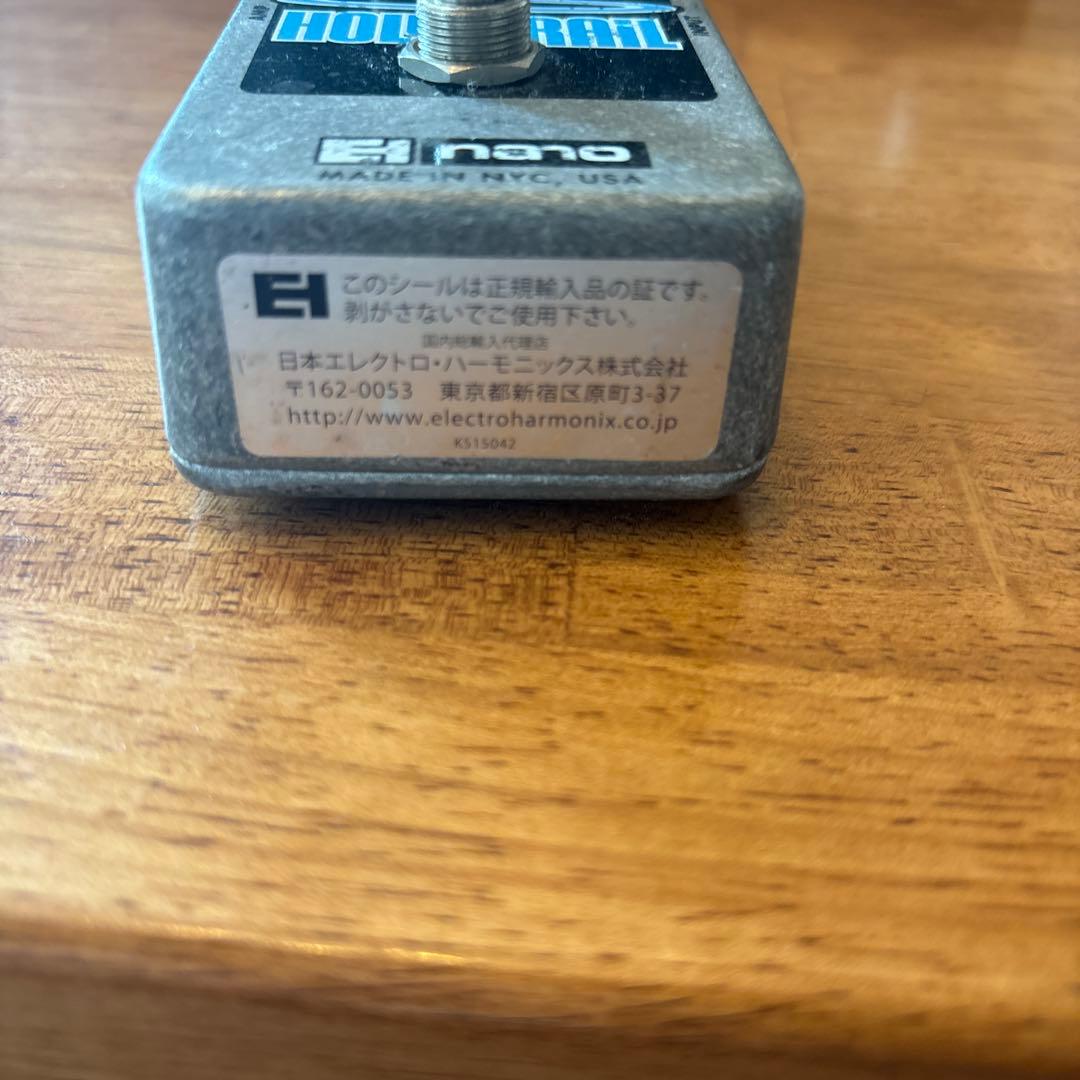 HOL RAiL
EH nano
MADE IN NYC, USA
EH このシールは正規輸入品の証です。
剥がさないでご使用下さい。
国内総輸入代理店
日本エレクトロ・ハーモニックス株式会社
〒162-0053 東京都新宿区原町3-37
http://www.electroharmonix.co.jp
KS15042